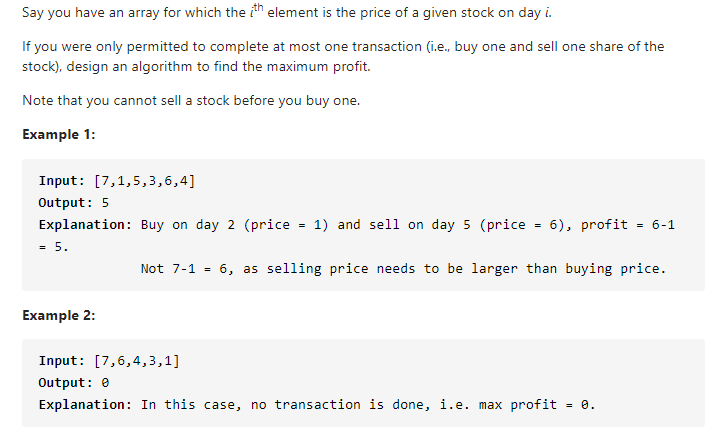 Say you have an array for which the ith element is the price of a given stock on day i.
If you were only permitted to complete at most one transaction (i.e., buy one and sell one share of the
stock), design an algorithm to find the maximum profit.
Note that you cannot sell a stock before you buy one.
Example 1:
Input: [7,1,5,3,6,4]
Output: 5
Explanation: Buy on day 2 (price = 1) and sell on day 5 (price = 6), profit = 6-1
= 5.
Not 7-1 = 6, as selling price needs to be larger than buying price.
Example 2:
Input: [7,6,4,3,1]
Output: 0
Explanation: In this case, no transaction is done, i.e. max profit = 0.